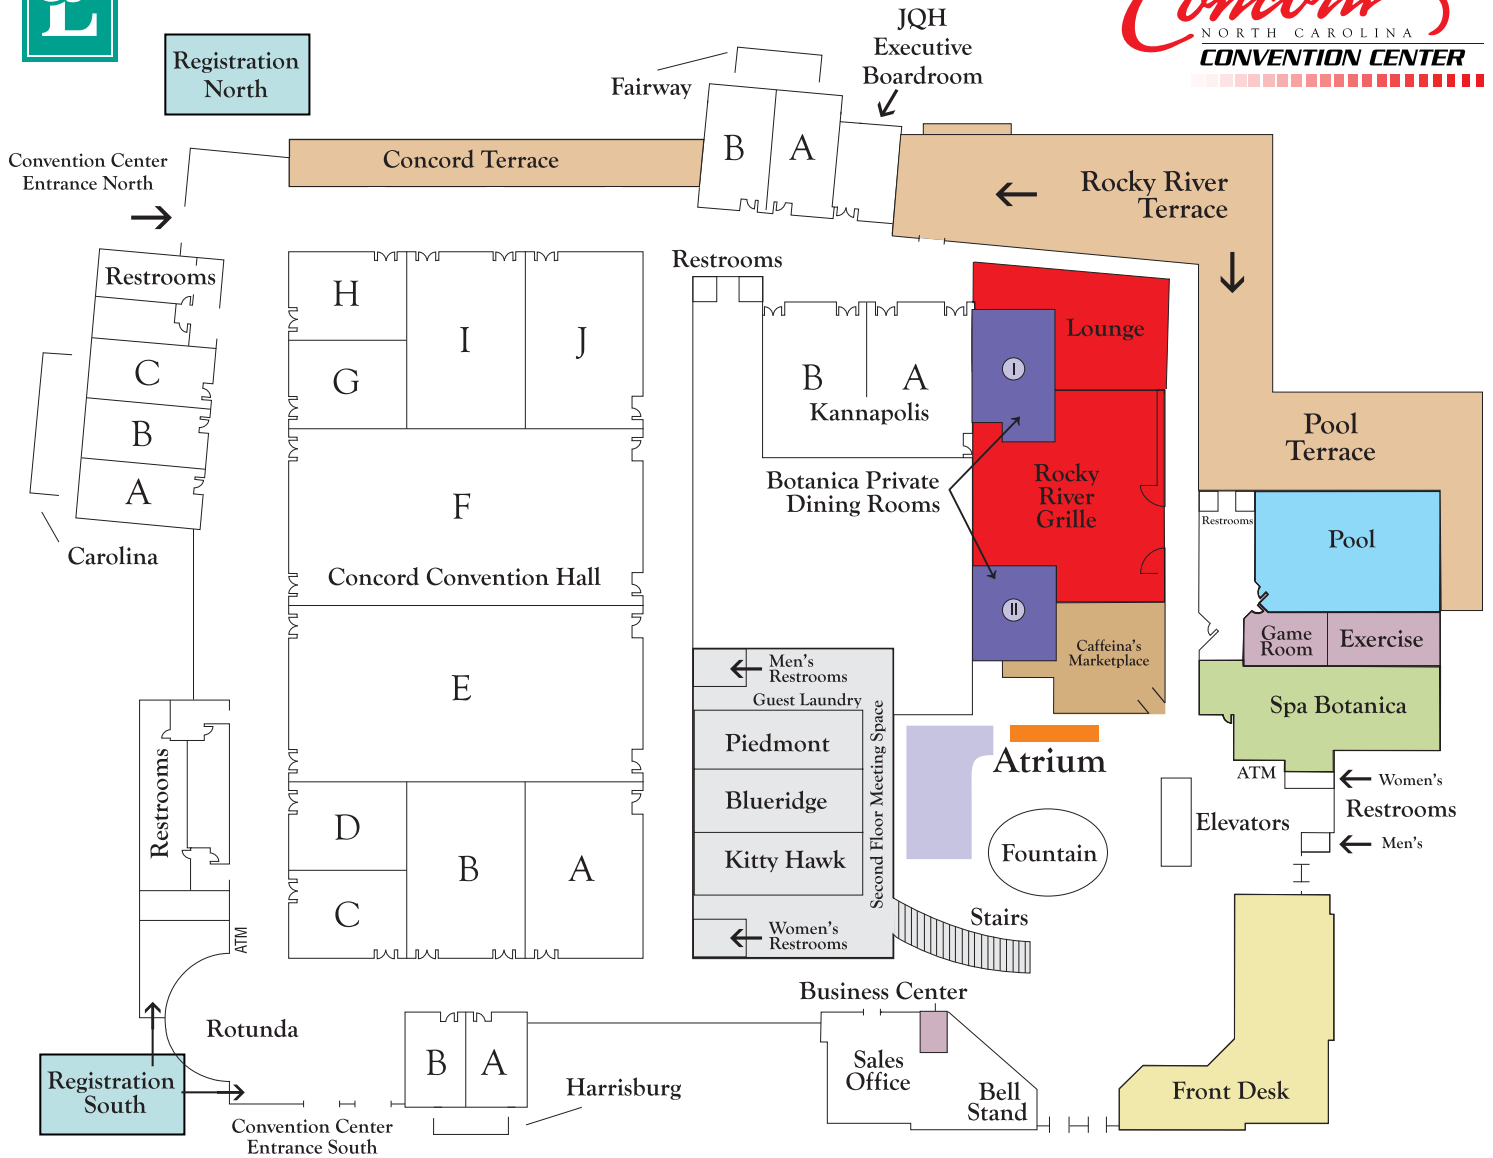 L
Concord
NORTH CAROLINA
CONVENTION CENTER
JQH
Executive
Boardroom
Registration
North
Fairway
Convention Center
Entrance North
Concord Terrace
B
A
Rocky River
Terrace
Restrooms
C
B
A
Carolina
H
G
I
J
F
Concord Convention Hall
E
D
C
B
A
Restrooms
B
A
Kannapolis
Lounge
I
Botanica Private
Dining Rooms
Rocky
River
Grille
II
Caffeina's
Marketplace
Pool
Terrace
Restrooms
Pool
Game
Room
Exercise
Spa Botanica
ATM
Women's
Restrooms
Men's
Elevators
Men's
Restrooms
Guest Laundry
Piedmont
Blueridge
Kitty Hawk
Second Floor Meeting Space
Women's
Restrooms
Atrium
Fountain
Stairs
Restrooms
ATM
Rotunda
Registration
South
Convention Center
Entrance South
B
A
Harrisburg
Business Center
Sales
Office
Bell
Stand
Front Desk